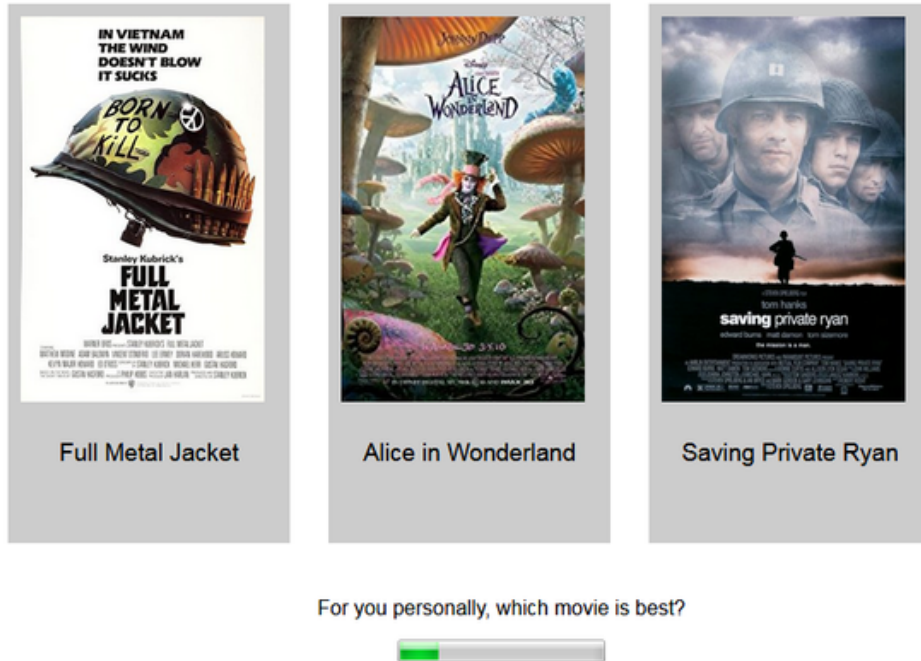 IN VIETNAM
THE WIND
DOESN'T BLOW
IT SUCKS
BORN
TO
KILL
Stanley Kubrick's
FULL
METAL
JACKET
Full Metal Jacket
JOHNNY DEPP
Disney
ALICE
IN
WONDERLAND
Alice in Wonderland
tom hanks
saving private ryan
edward burns matt damon tom sizemore
the mission is a man.
Saving Private Ryan
For you personally, which movie is best?